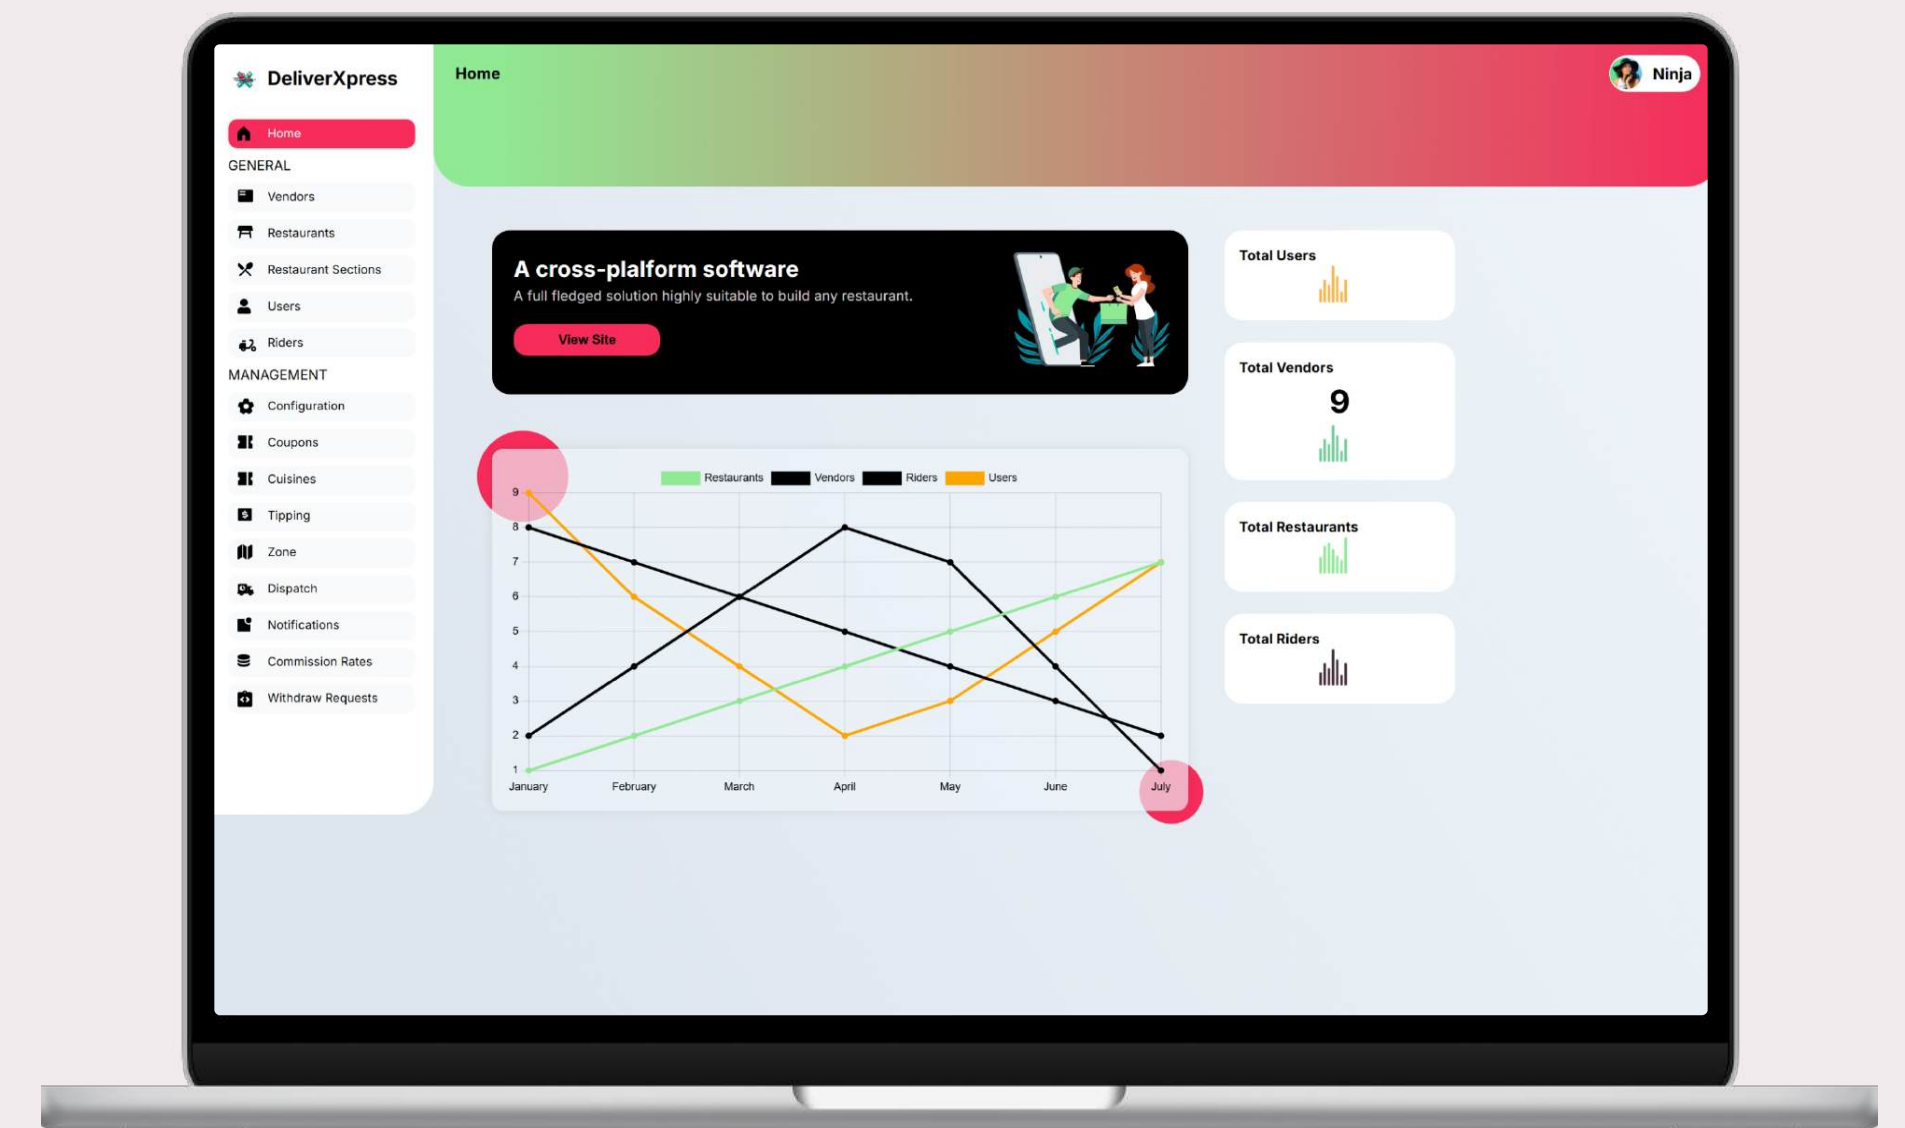 DeliverXpress
Home
GENERAL
Vendors
Restaurants
Restaurant Sections
Users
Riders
MANAGEMENT
Configuration
Coupons
Cuisines
Tipping
Zone
Dispatch
Notifications
Commission Rates
Withdraw Requests
Home
Ninja
A cross-plalform software
A full fledged solution highly suitable to build any restaurant.
View Site
Restaurants Vendors Riders Users
9
8
7
6
5
4
3
2
1
January February March April May June July
Total Users
Total Vendors
9
Total Restaurants
Total Riders